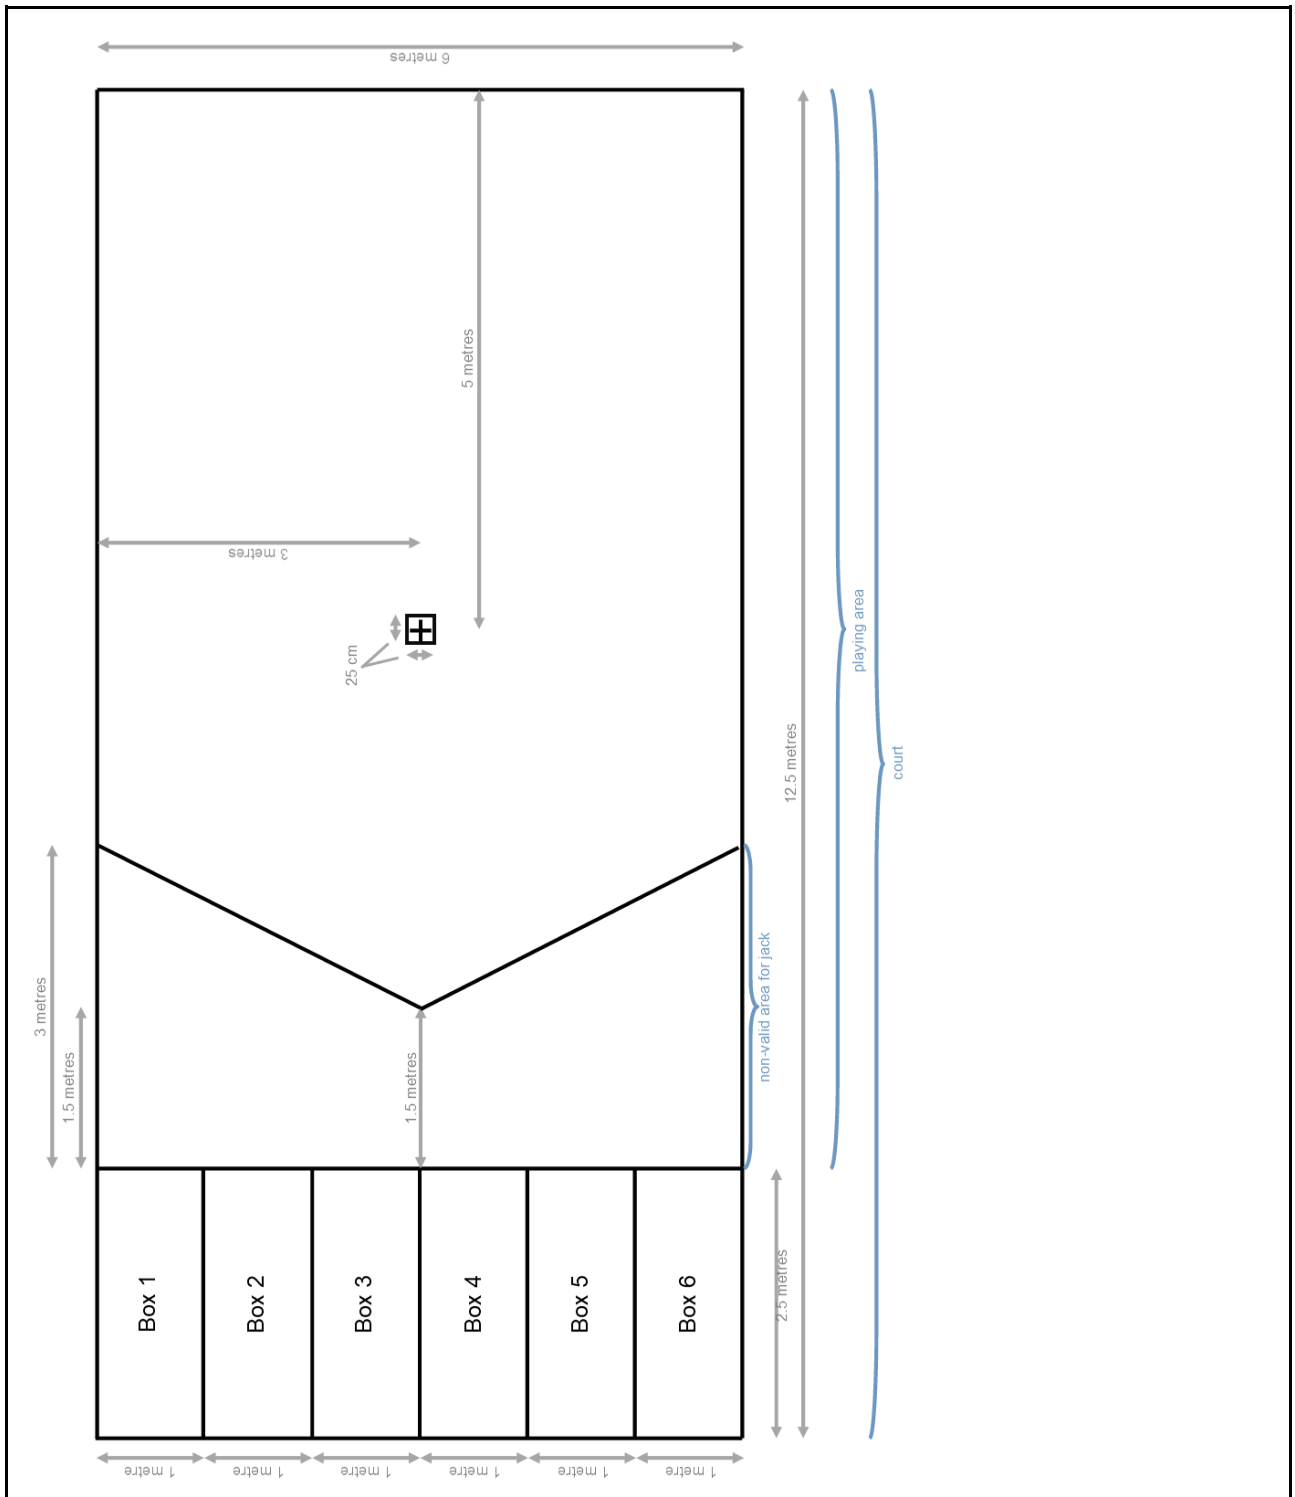 6 metres
5 metres
3 metres
25 cm
playing area
12.5 metres
court
non-valid area for jack
3 metres
1.5 metres
1.5 metres
2.5 metres
Box 1
Box 2
Box 3
Box 4
Box 5
Box 6
1 metre
1 metre
1 metre
1 metre
1 metre
1 metre